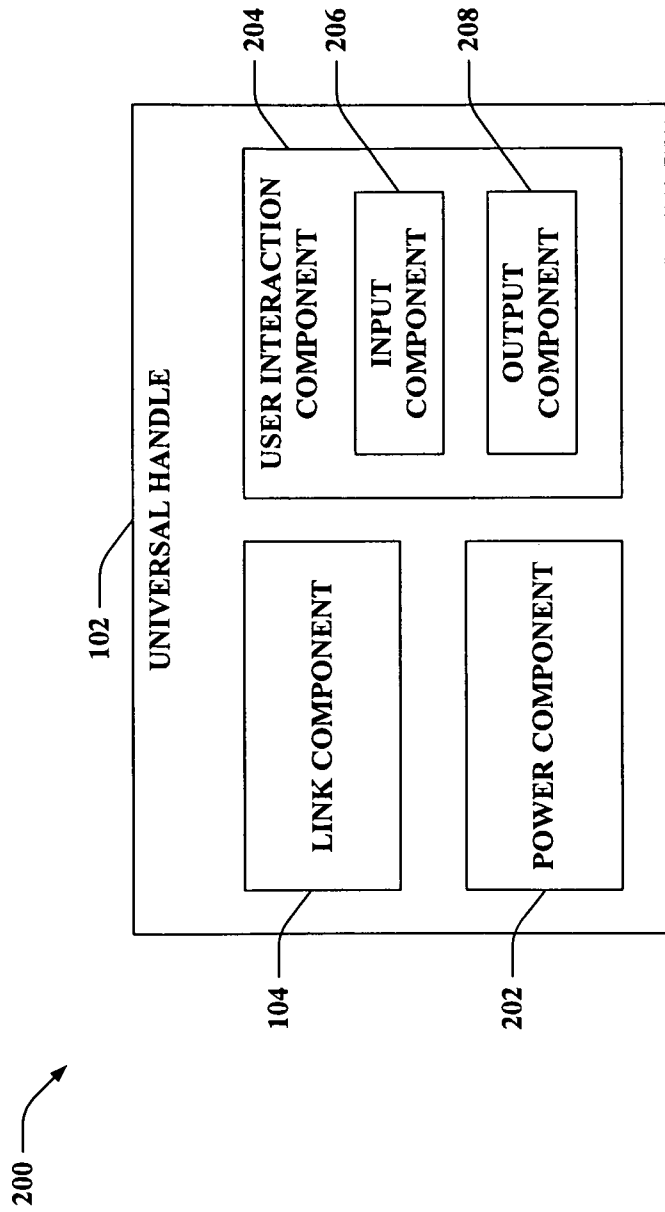 200
102
UNIVERSAL HANDLE
104
LINK COMPONENT
202
POWER COMPONENT
204
USER INTERACTION
COMPONENT
206
INPUT
COMPONENT
208
OUTPUT
COMPONENT